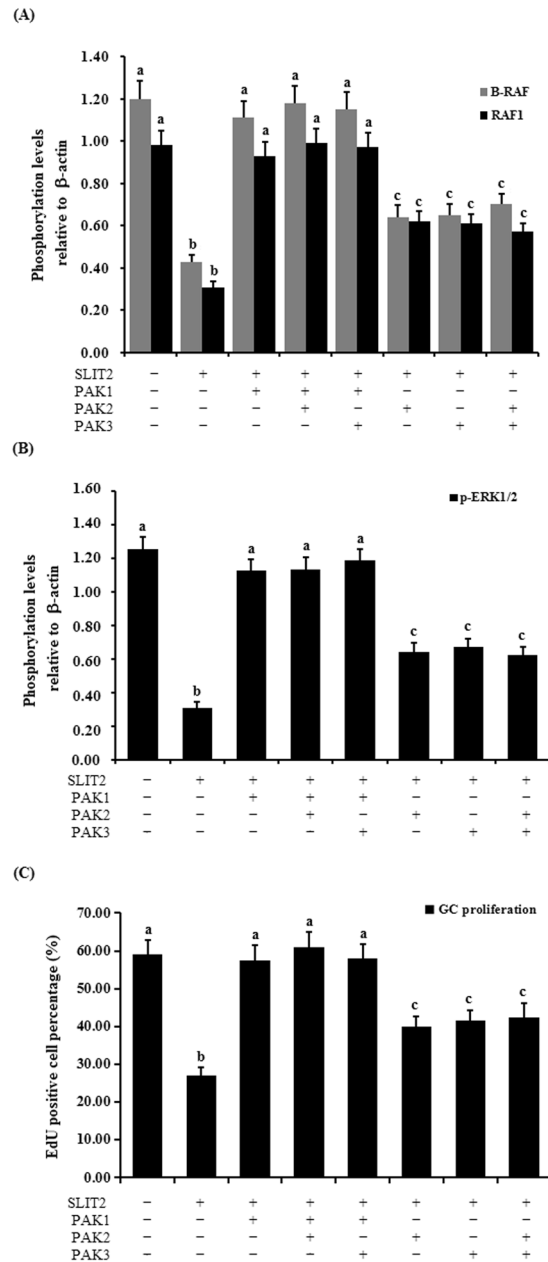 (A)
1.40
1.20
1.00
0.80
0.60
0.40
0.20
0.00
Phosphorylation levels
relative to β-actin
B-RAF
RAF1
a a b b a a a a a a c c c c c c
SLIT2 − + + + + + + +
PAK1 − − + + + − − −
PAK2 − − − + − + − +
PAK3 − − − − + − + +
(B)
1.60
1.40
1.20
1.00
0.80
0.60
0.40
0.20
0.00
Phosphorylation levels
relative to β-actin
p-ERK1/2
a b a a a c c c
SLIT2 − + + + + + + +
PAK1 − − + + + − − −
PAK2 − − − + − + − +
PAK3 − − − − + − + +
(C)
70.00
60.00
50.00
40.00
30.00
20.00
10.00
0.00
EdU positive cell percentage (%)
GC proliferation
a b a a a c c c
SLIT2 − + + + + + + +
PAK1 − − + + + − − −
PAK2 − − − + − + − +
PAK3 − − − − + − + +